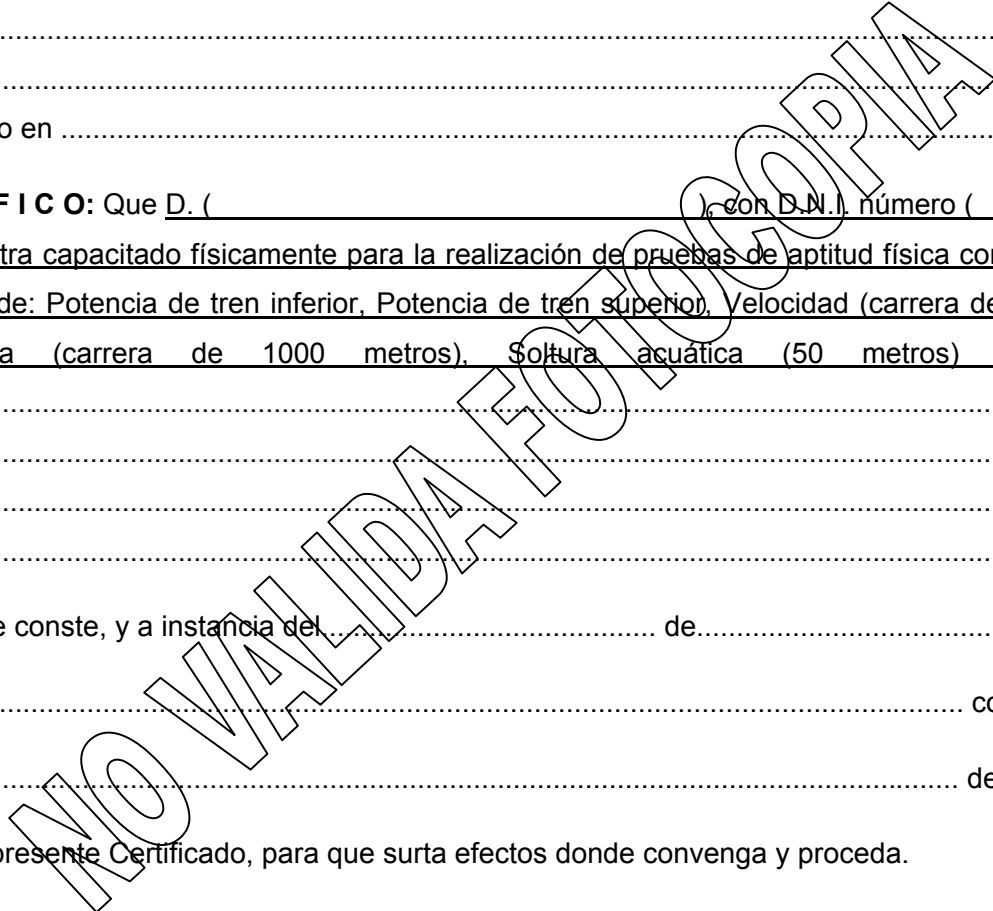 ..........................................................................................................................
..........................................................................................................................
o en ....................................................................................................................
F I C O: Que D. ( ), con D.N.I. número (
tra capacitado físicamente para la realización de pruebas de aptitud física con
de: Potencia de tren inferior, Potencia de tren superior, Velocidad (carrera de
a (carrera de 1000 metros), Soltura acuática (50 metros)
..........................................................................................................................
..........................................................................................................................
..........................................................................................................................
..........................................................................................................................
e conste, y a instancia del.......................................... de.....................................
........................................................................................................................ co
........................................................................................................................ de
presente Certificado, para que surta efectos donde convenga y proceda.
NO VALIDA FOTOCOPIA